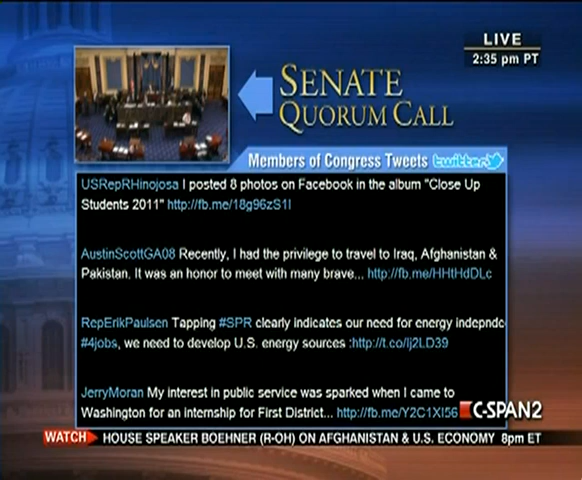 LIVE
2:35 pm PT
SENATE
QUORUM CALL
Members of Congress Tweets twitter
USRepRHinojosa I posted 8 photos on Facebook in the album "Close Up
Students 2011" http://fb.me/18g96zS1I
AustinScottGA08 Recently, I had the privilege to travel to Iraq, Afghanistan &
Pakistan. It was an honor to meet with many brave... http://fb.me/HHtHdDLc
RepErikPaulsen Tapping #SPR clearly indicates our need for energy indepndc
#4jobs, we need to develop U.S. energy sources :http://t.co/lj2LD39
JerryMoran My interest in public service was sparked when I came to
Washington for an internship for First District... http://fb.me/Y2C1XI56
C-SPAN2
WATCH HOUSE SPEAKER BOEHNER (R-OH) ON AFGHANISTAN & U.S. ECONOMY 8pm ET